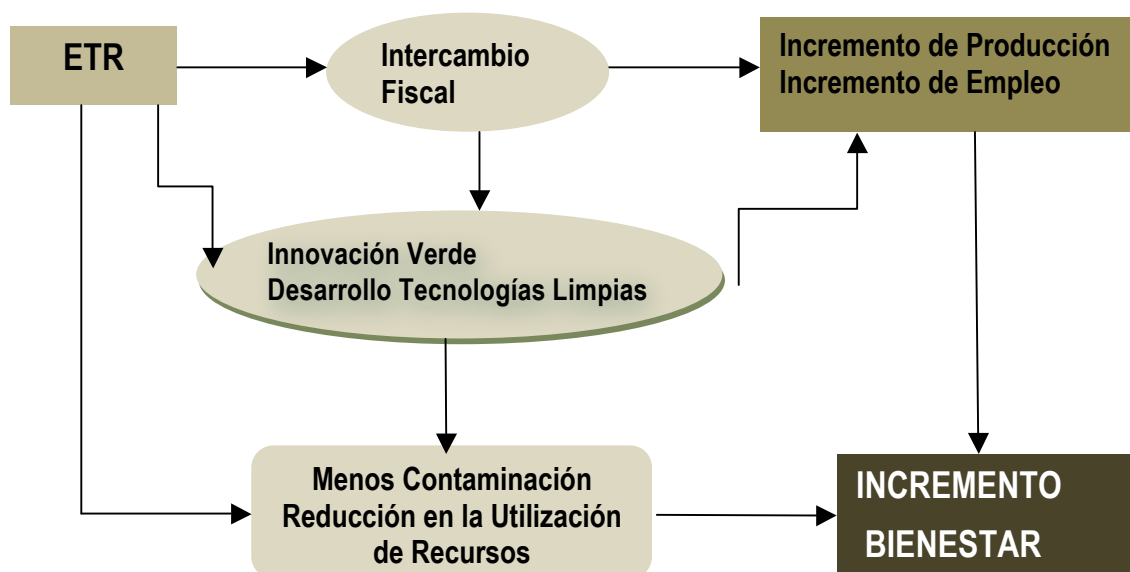 ETR
Intercambio
Fiscal
Incremento de Producción
Incremento de Empleo
Innovación Verde
Desarrollo Tecnologías Limpias
Menos Contaminación
Reducción en la Utilización
de Recursos
INCREMENTO
BIENESTAR